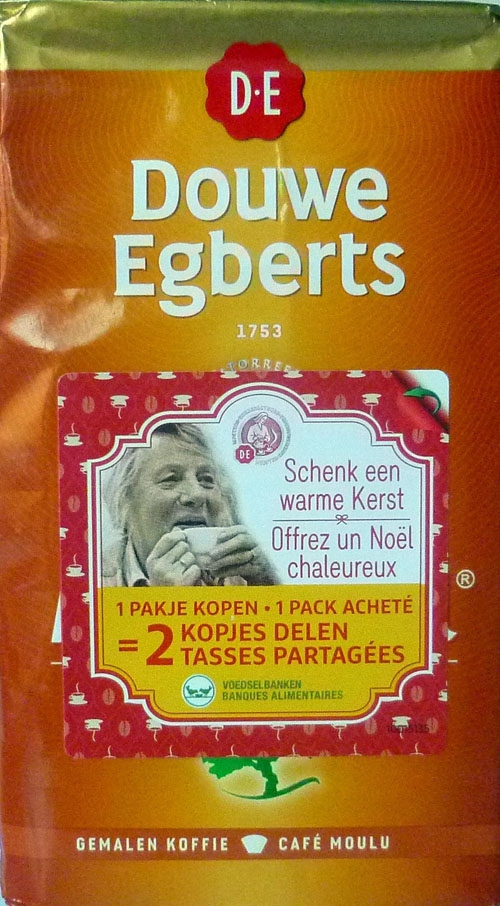 D·E
Douwe
Egberts
1753
TORREF
D·E
Schenk een
warme Kerst
Offrez un Noël
chaleureux
1 PAKJE KOPEN • 1 PACK ACHETÉ
= 2 KOPJES DELEN
TASSES PARTAGÉES
VOEDSELBANKEN
BANQUES ALIMENTAIRES
®
GEMALEN KOFFIE CAFÉ MOULU